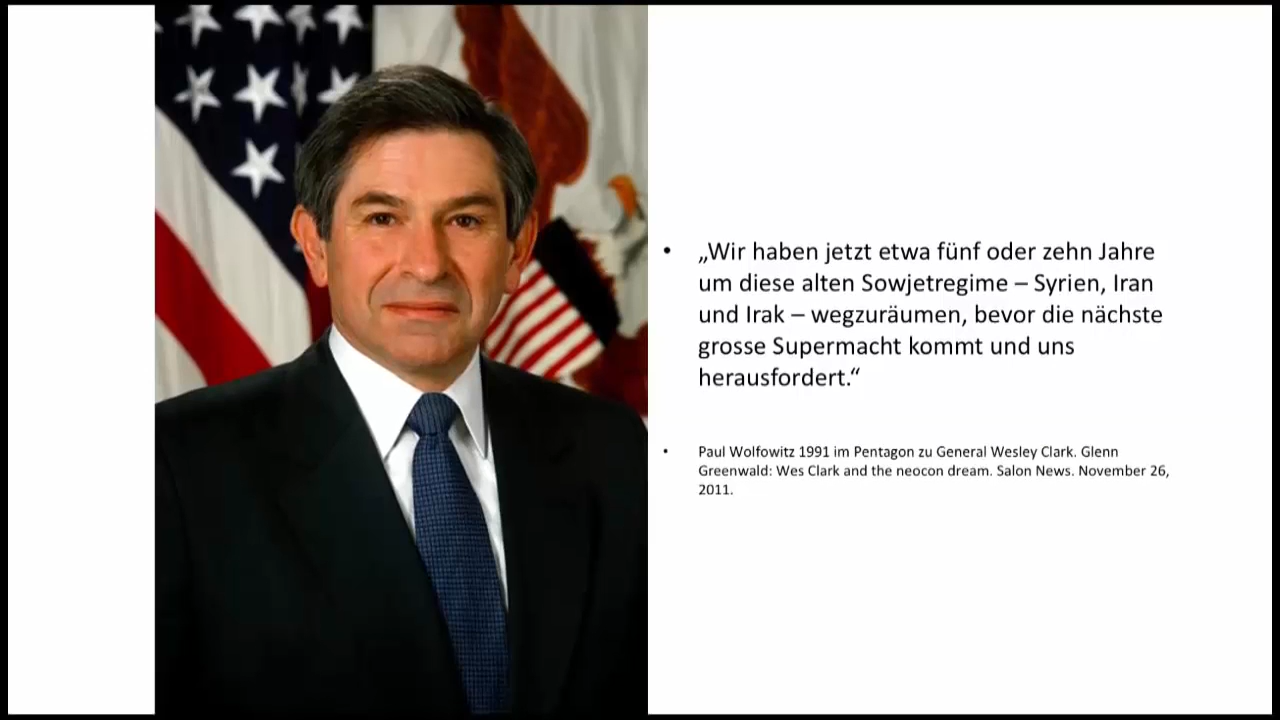 • „Wir haben jetzt etwa fünf oder zehn Jahre
um diese alten Sowjetregime – Syrien, Iran
und Irak – wegzuräumen, bevor die nächste
grosse Supermacht kommt und uns
herausfordert.“
• Paul Wolfowitz 1991 im Pentagon zu General Wesley Clark. Glenn
Greenwald: Wes Clark and the neocon dream. Salon News. November 26,
2011.